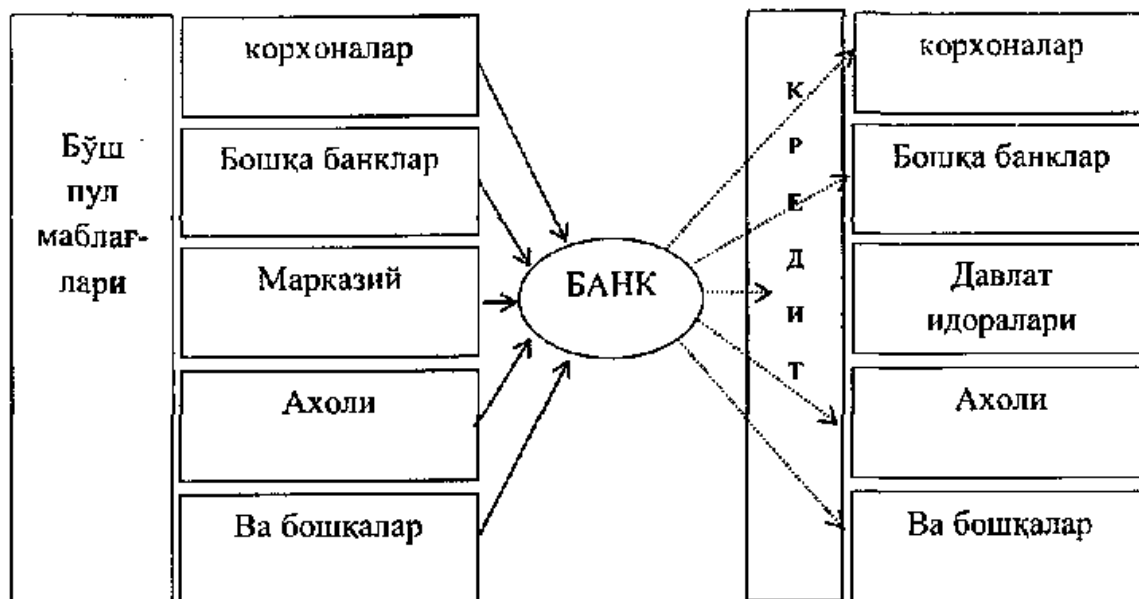 Бўш
пул
маблағ-
лари
корхоналар
Бошқа банклар
Марказий
Ахоли
Ва бошқалар
БАНК
К
Р
Е
Д
И
Т
корхоналар
Бошқа банклар
Давлат
идоралари
Ахоли
Ва бошқалар